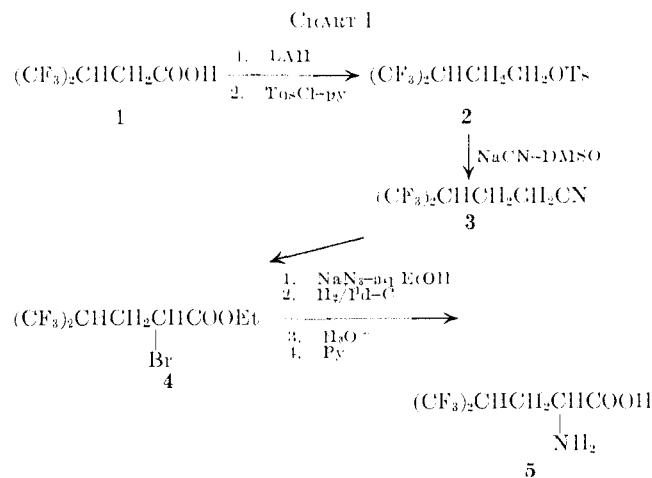 CHART I
(CF₃)₂CHCH₂COOH 1. LAH 2. TosCl-py (CF₃)₂CHCH₂CH₂OTs
1 2
NaCN–DMSO
(CF₃)₂CHCH₂CH₂CN
3
1. NaN₃-aq EtOH
2. H₂/Pd-C
(CF₃)₂CHCH₂CHCOOEt
3. H₃O⁺
4. Py
Br
4
(CF₃)₂CHCH₂CHCOOH
NH₂
5